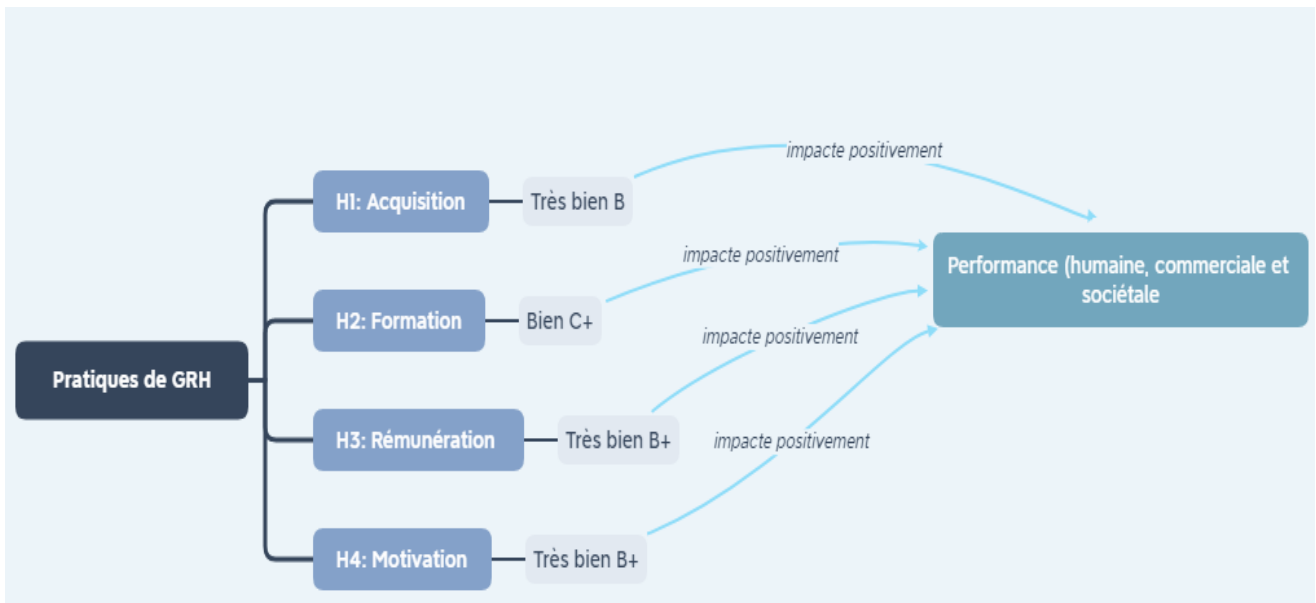 impacte positivement
H1: Acquisition
Très bien B
impacte positivement
Performance (humaine, commerciale et
sociétale
H2: Formation
Bien C+
impacte positivement
Pratiques de GRH
H3: Rémunération
Très bien B+
impacte positivement
H4: Motivation
Très bien B+